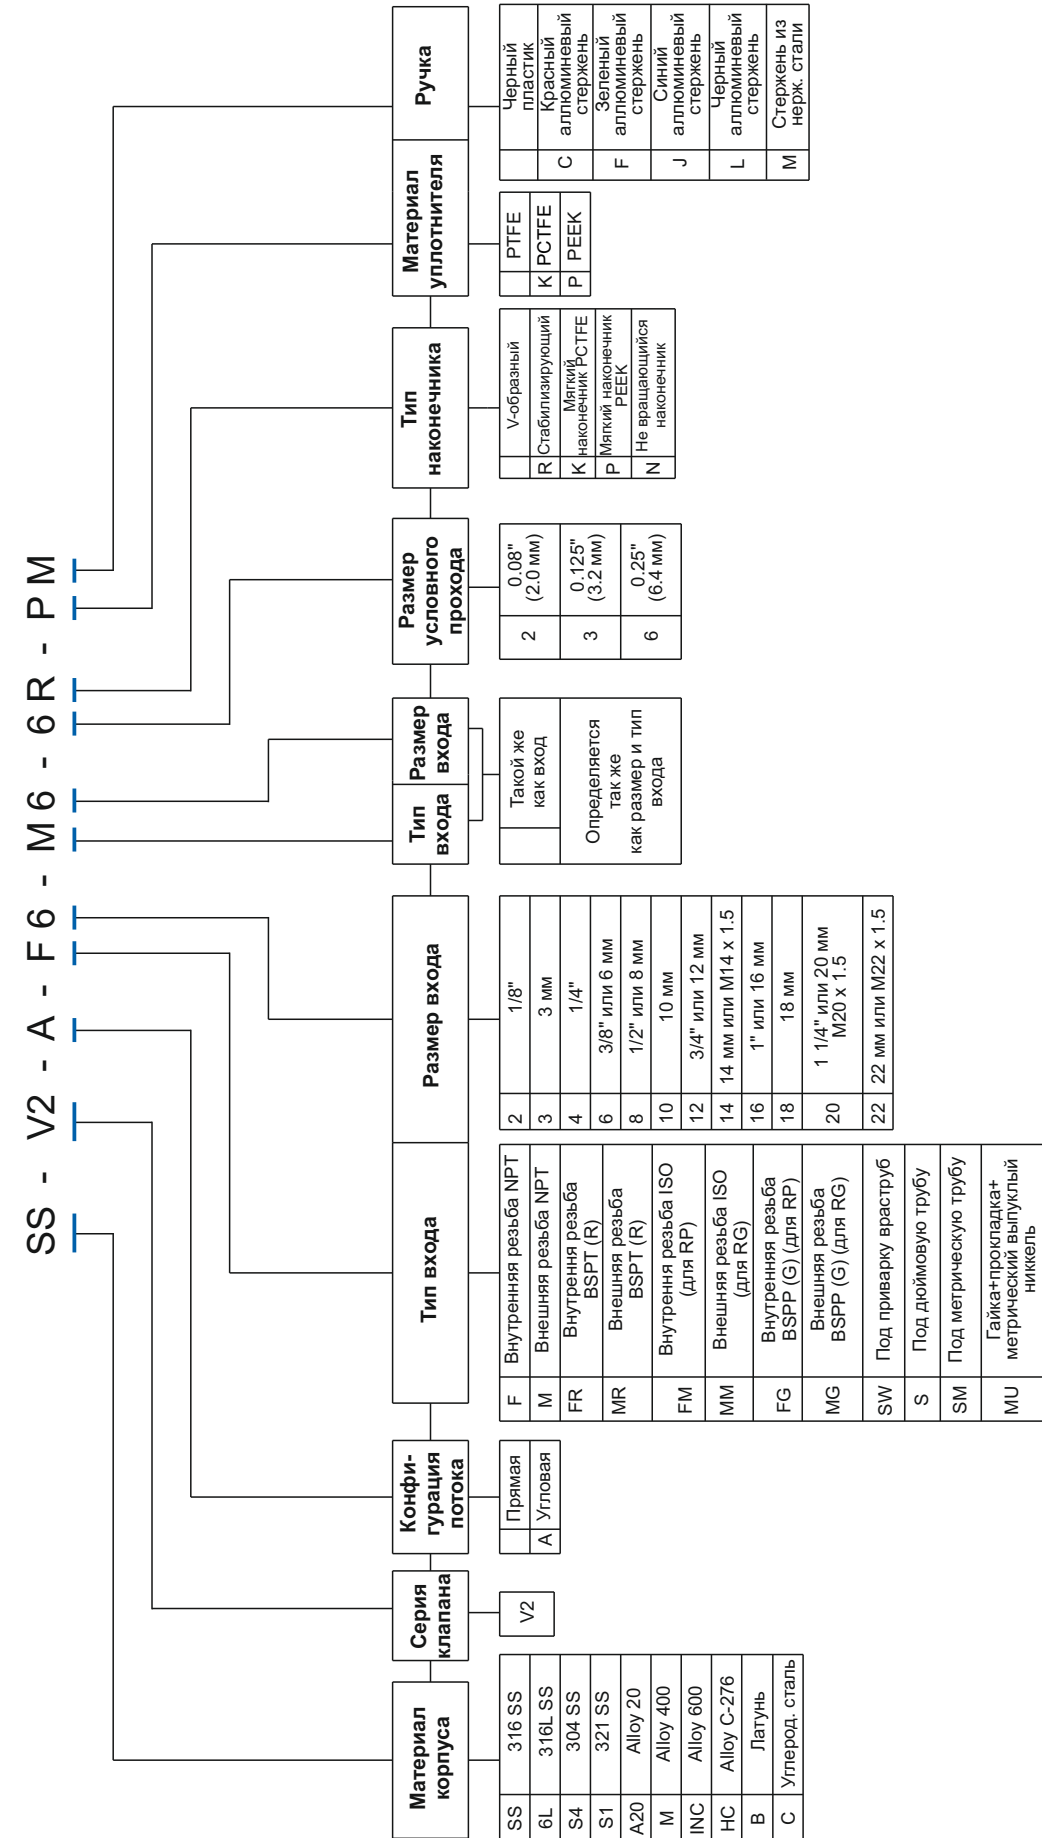 SS - V2 - A - F 6 - M 6 - 6 R - P M
Материал
корпуса
SS 316 SS
6L 316L SS
S4 304 SS
S1 321 SS
A20 Alloy 20
M Alloy 400
INC Alloy 600
HC Alloy C-276
B Латунь
C Углерод. сталь
Серия
клапана
V2
Конфи-
гурация
потока
Прямая
A Угловая
Тип входа
F Внутренняя резьба NPT
M Внешняя резьба NPT
FR Внутрення резьба
BSPT (R)
MR Внешняя резьба
BSPT (R)
FM Внутрення резьба ISO
(для RP)
MM Внешняя резьба ISO
(для RG)
FG Внутренняя резьба
BSPP (G) (для RP)
MG Внешняя резьба
BSPP (G) (для RG)
SW Под приварку враструб
S Под дюймовую трубу
SM Под метрическую трубу
MU Гайка+прокладка+
метрический выпуклый
никкель
Размер входа
2 1/8"
3 3 мм
4 1/4"
6 3/8" или 6 мм
8 1/2" или 8 мм
10 10 мм
12 3/4" или 12 мм
14 14 мм или M14 x 1.5
16 1" или 16 мм
18 18 мм
20 1 1/4" или 20 мм
M20 x 1.5
22 22 мм или M22 x 1.5
Тип
входа
Размер
входа
Такой же
как вход
Определяется
так же
как размер и тип
входа
Размер
условного
прохода
2 0.08"
(2.0 мм)
3 0.125"
(3.2 мм)
6 0.25"
(6.4 мм)
Тип
наконечника
V-образный
R Стабилизирующий
K Мягкий
наконечник PCTFE
P Мягкий наконечник
PEEK
N Не вращающийся
наконечник
Материал
уплотнителя
PTFE
K PCTFE
P PEEK
Ручка
Черный
пластик
C Красный
аллюминевый
стержень
F Зеленый
аллюминевый
стержень
J Синий
аллюминевый
стержень
L Черный
аллюминевый
стержень
M Стержень из
нерж. стали